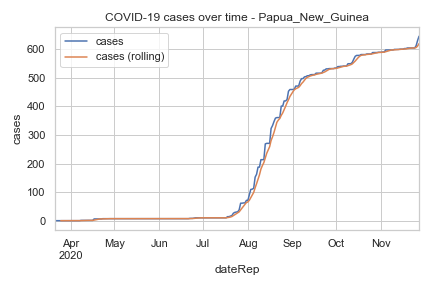 COVID-19 cases over time - Papua_New_Guinea
cases
cases (rolling)
600
500
400
300
200
100
0
cases
Apr May Jun Jul Aug Sep Oct Nov
2020
dateRep